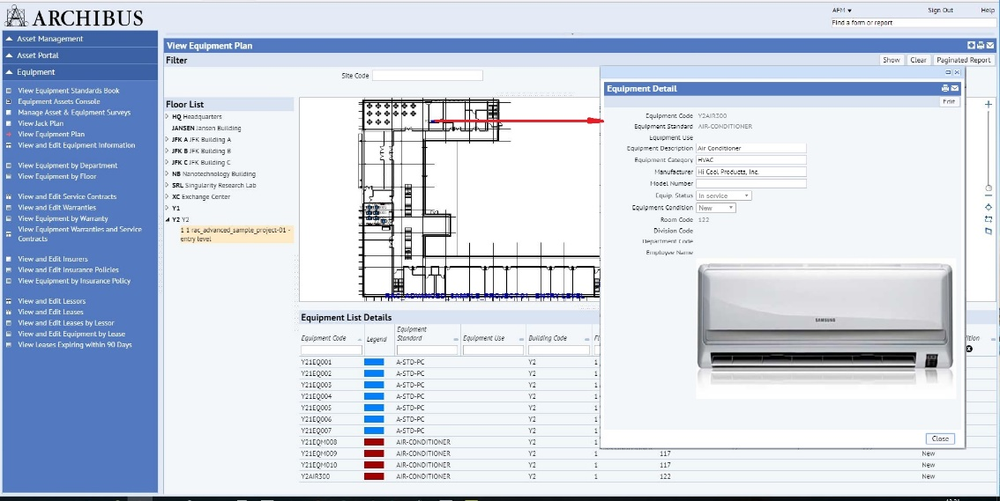 ARCHIBUS
AFM
Sign Out
Help
Find a form or report
Asset Management
Asset Portal
Equipment
View Equipment Standards Book
Equipment Assets Console
Manage Asset & Equipment Surveys
View Jack Plan
View Equipment Plan
View and Edit Equipment Information
View Equipment by Department
View Equipment by Floor
View and Edit Service Contracts
View and Edit Warranties
View Equipment by Warranty
View Equipment Warranties and Service
Contracts
View and Edit Insurers
View and Edit Insurance Policies
View Equipment by Insurance Policy
View and Edit Lessors
View and Edit Leases
View and Edit Leases by Lessor
View and Edit Equipment by Lease
View Leases Expiring within 90 Days
View Equipment Plan
Filter
Show
Clear
Paginated Report
Site Code
Floor List
HQ Headquarters
JANSEN Jansen Building
JFK A JFK Building A
JFK B JFK Building B
JFK C JFK Building C
NB Nanotechnology Building
SRL Singularity Research Lab
XC Exchange Center
Y1
Y2 Y2
1 1 rac_advanced_sample_project-01 -
entry level
Equipment Detail
Edit
Equipment Code Y2AIR300
Equipment Standard AIR-CONDITIONER
Equipment Use
Equipment Description Air Conditioner
Equipment Category HVAC
Manufacturer Hi Cool Products, Inc.
Model Number
Equip. Status In service
Equipment Condition New
Room Code 122
Division Code
Department Code
Employee Name
SAMSUNG
Close
Equipment List Details
Equipment Code Legend Equipment Standard Equipment Use Building Code
Y21EQ001 A-STD-PC Y2 1
Y21EQ002 A-STD-PC Y2 1
Y21EQ003 A-STD-PC Y2 1
Y21EQ004 A-STD-PC Y2 1
Y21EQ005 A-STD-PC Y2 1
Y21EQ006 A-STD-PC Y2 1
Y21EQ007 A-STD-PC Y2 1
Y21EQM008 AIR-CONDITIONER Y2 1
Y21EQM009 AIR-CONDITIONER Y2 1 117 New
Y21EQM010 AIR-CONDITIONER Y2 1 117 New
Y2AIR300 AIR-CONDITIONER Y2 1 122 New